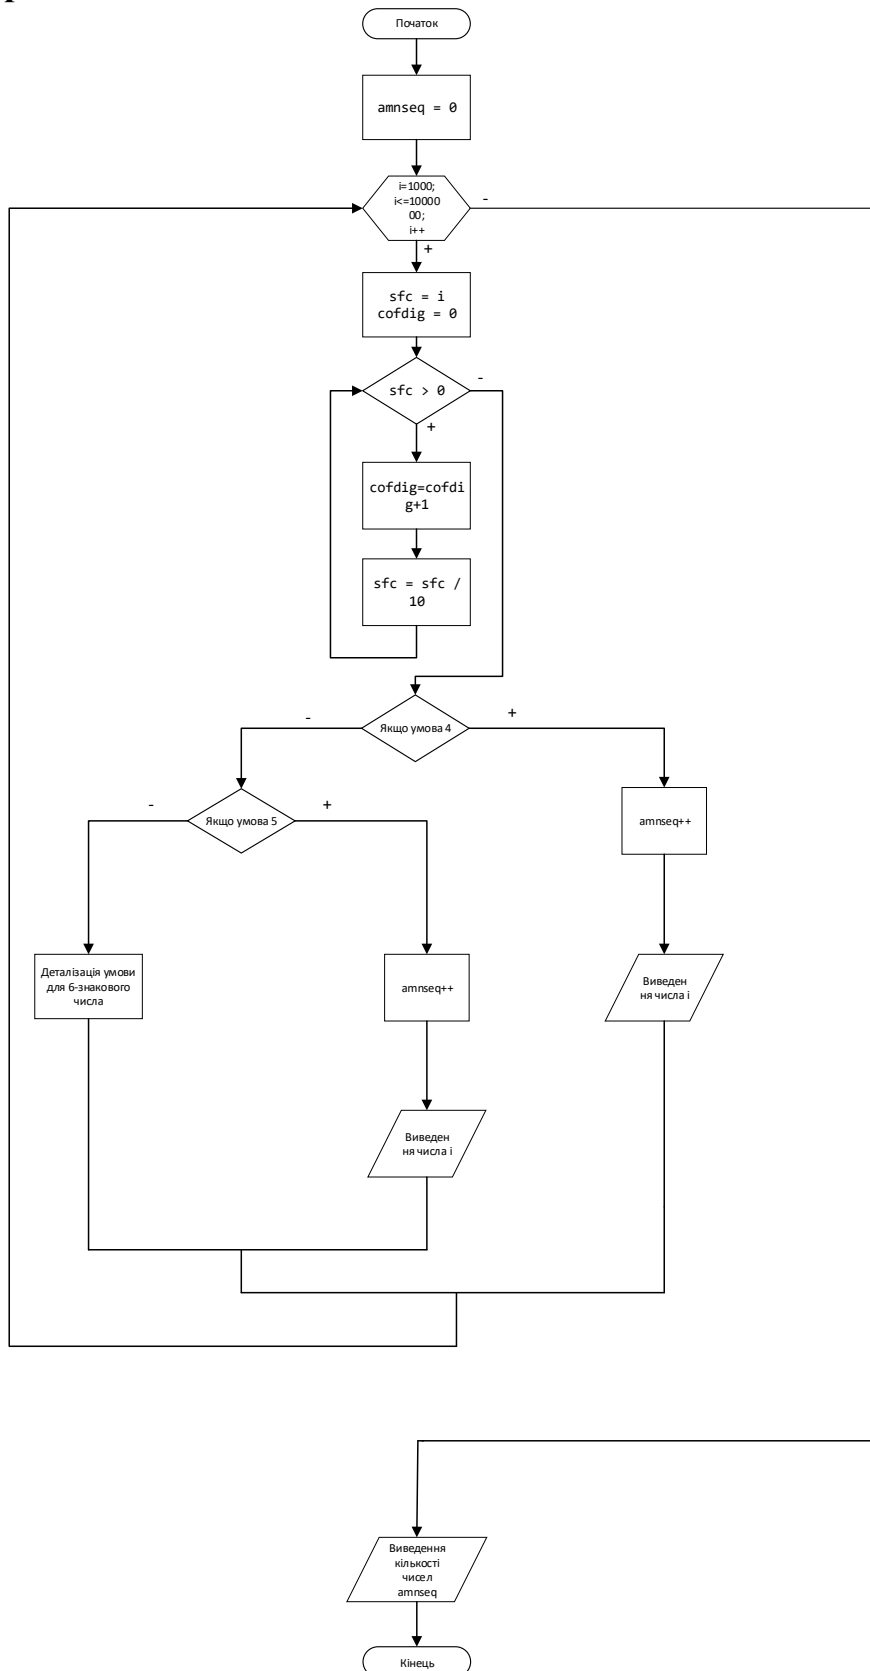 Початок
amnseq = 0
i=1000;
i<=10000
00;
i++
-
+
sfc = i
cofdig = 0
sfc > 0
-
+
cofdig=cofdi
g+1
sfc = sfc /
10
Якщо умова 4
-
+
Якщо умова 5
-
+
amnseq++
Деталізація умови
для 6-знакового
числа
amnseq++
Виведен
ня числа i
Виведен
ня числа i
Виведення
кількості
чисел
amnseq
Кінець